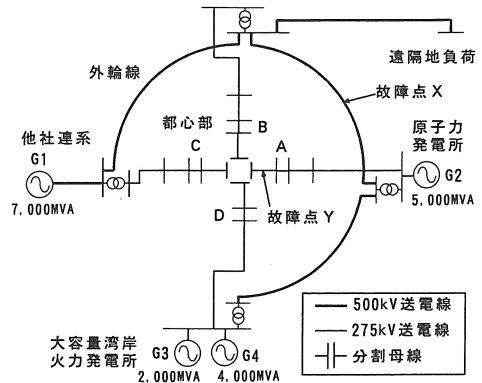 遠隔地負荷
外輪線
故障点X
都心部
B
他社連系
G1
C
A
原子力
発電所
G2
7,000MVA
5,000MVA
D
故障点Y
大容量湾岸
火力発電所
G3
G4
2,000MVA
4,000MVA
500kV送電線
275kV送電線
分割母線